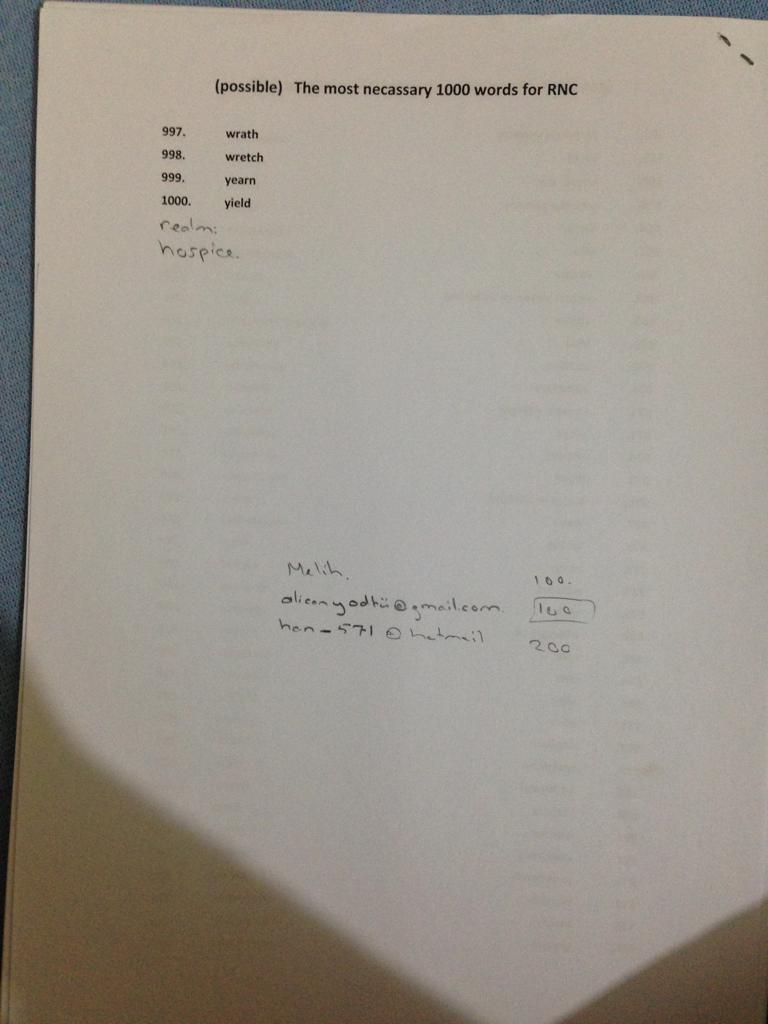 (possible) The most necassary 1000 words for RNC
997. wrath
998. wretch
999. yearn
1000. yield
realm:
hospice.
Melih. 100.
alicanyodtü@gmail.com 100
han-571@hotmail 200